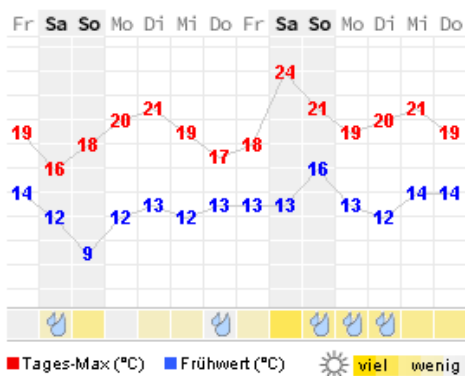 Fr Sa So Mo Di Mi Do Fr Sa So Mo Di Mi Do
24
19 16 18 20 21 19 17 18 21 19 20 21 19
14 12 9 12 13 12 13 13 13 16 13 12 14 14
Tages-Max (°C) Frühwert (°C) viel wenig